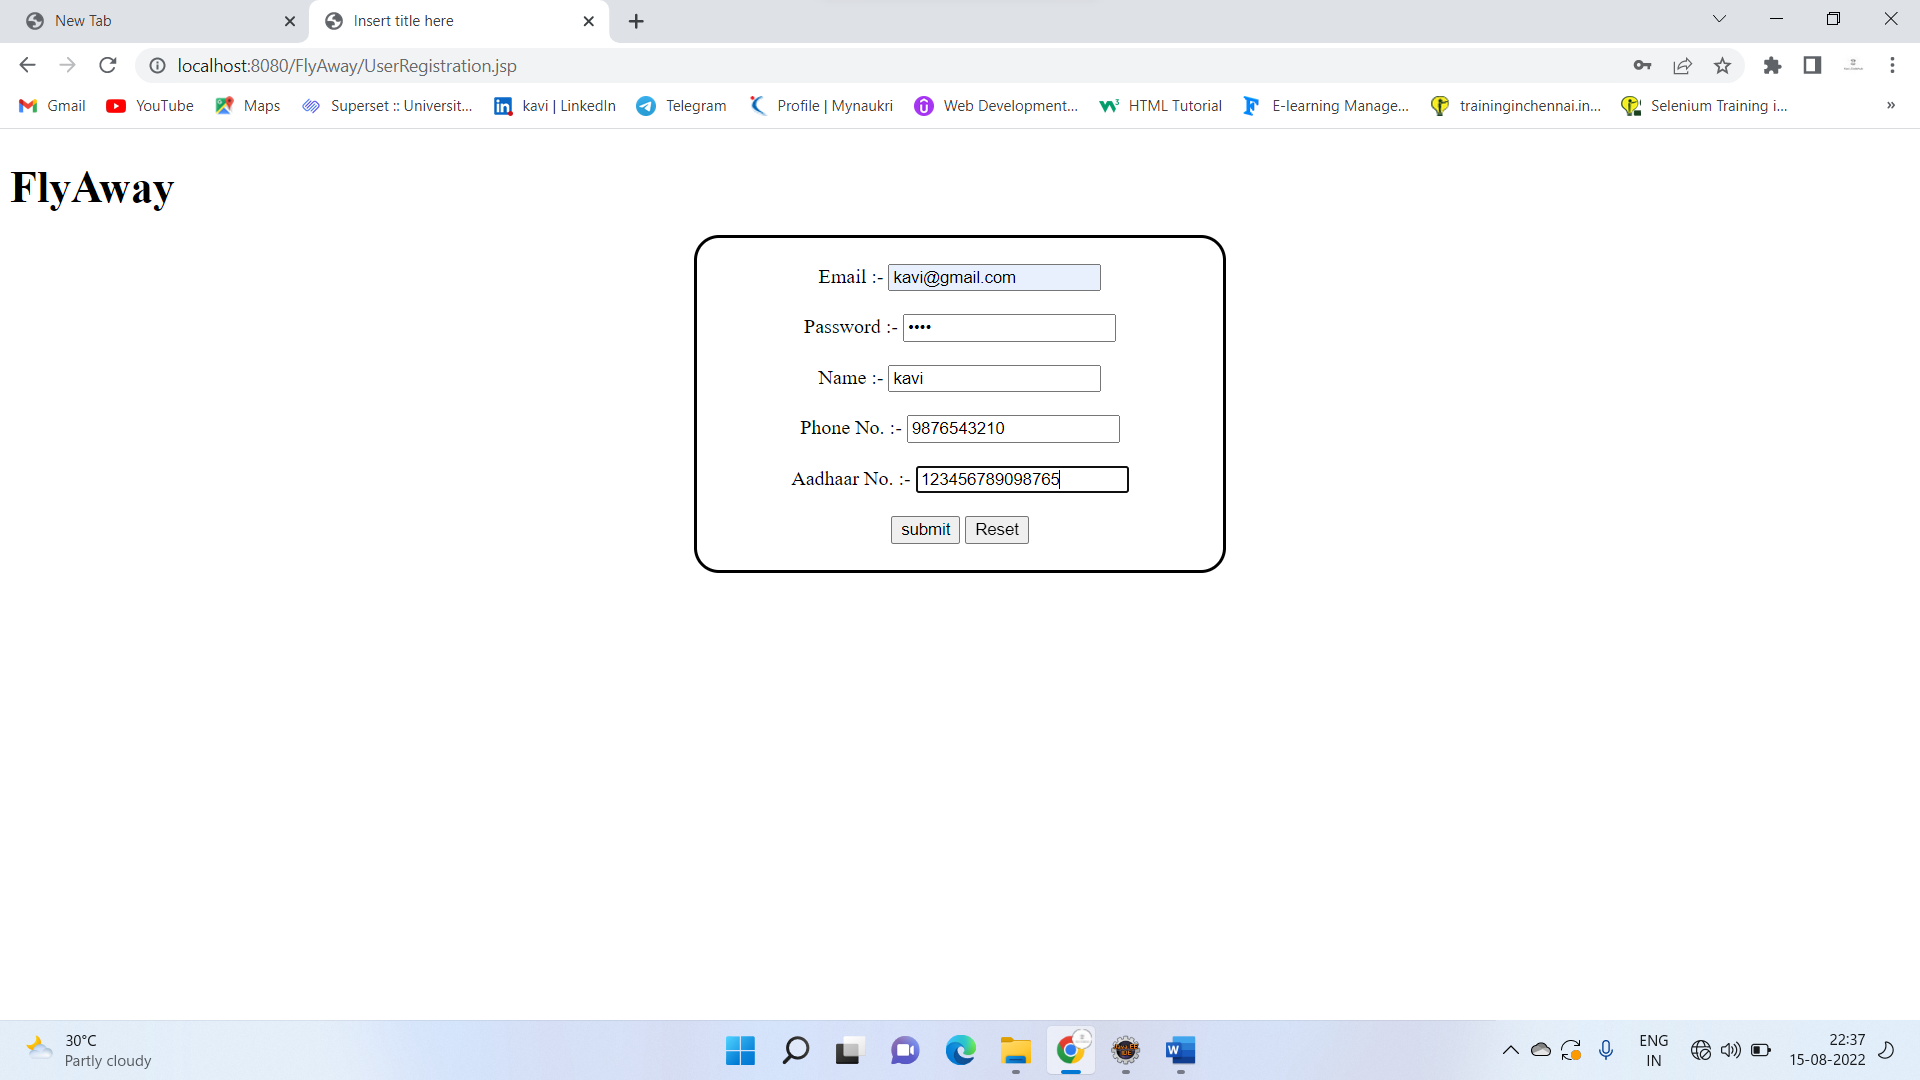 New Tab
Insert title here
localhost:8080/FlyAway/UserRegistration.jsp
Gmail YouTube Maps Superset :: Universit... kavi | LinkedIn Telegram Profile | Mynaukri Web Development... HTML Tutorial E-learning Manage... traininginchennai.in... Selenium Training i... »
FlyAway
Email :- kavi@gmail.com
Password :- ••••
Name :- kavi
Phone No. :- 9876543210
Aadhaar No. :- 123456789098765
submit Reset
30°C
Partly cloudy
ENG
IN
22:37
15-08-2022